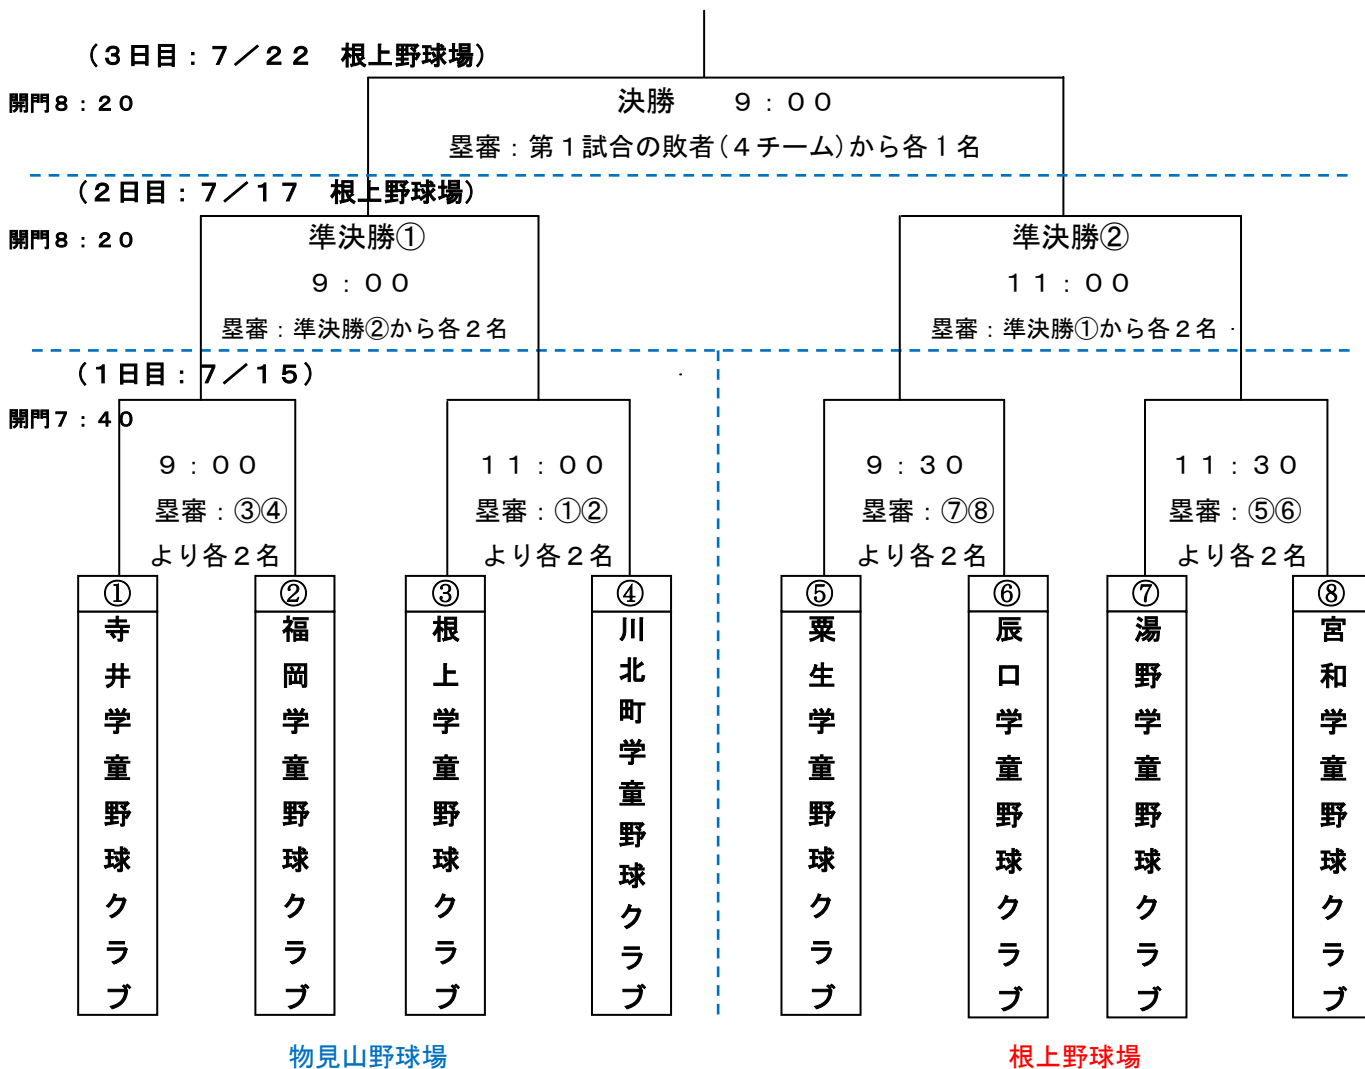 （３日目：７／２２　根上野球場）
開門８：２０
決勝　　９：００
塁審：第１試合の敗者（４チーム）から各１名
（２日目：７／１７　根上野球場）
開門８：２０
準決勝①
９：００
塁審：準決勝②から各２名
準決勝②
１１：００
塁審：準決勝①から各２名
（１日目：７／１５）
開門７：４０
９：００
塁審：③④
より各２名
１１：００
塁審：①②
より各２名
９：３０
塁審：⑦⑧
より各２名
１１：３０
塁審：⑤⑥
より各２名
①
寺井学童野球クラブ
②
福岡学童野球クラブ
③
根上学童野球クラブ
④
川北町学童野球クラブ
⑤
粟生学童野球クラブ
⑥
辰口学童野球クラブ
⑦
湯野学童野球クラブ
⑧
宮和学童野球クラブ
物見山野球場
根上野球場